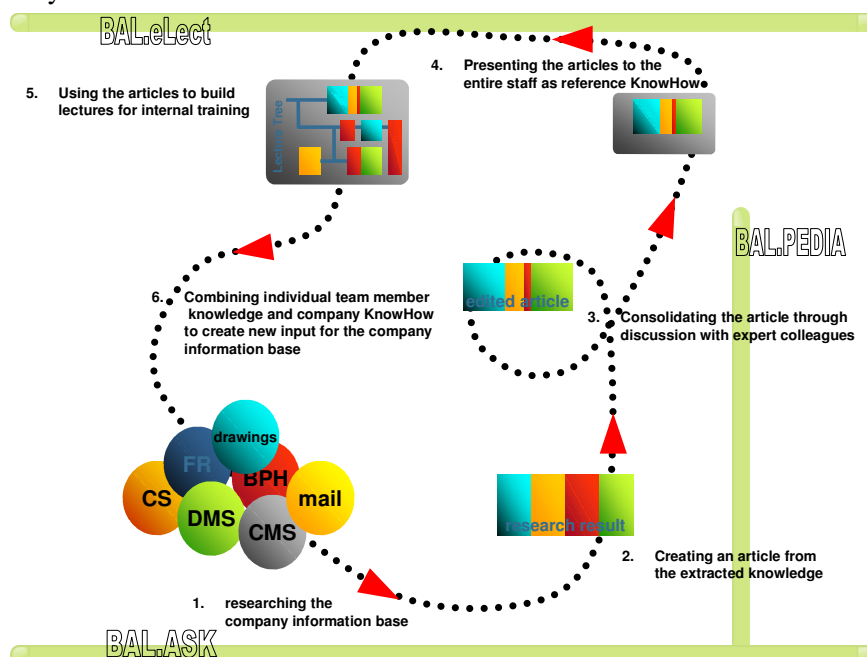 BAL.eLect
4. Presenting the articles to the
entire staff as reference KnowHow
5. Using the articles to build
lectures for internal training
Lecture Tree
BAL.PEDIA
6. Combining individual team member
knowledge and company KnowHow
to create new input for the company
information base
edited article
3. Consolidating the article through
discussion with expert colleagues
drawings
FR
BPH
CS
mail
DMS
CMS
research result
2. Creating an article from
the extracted knowledge
1. researching the
company information base
BAL.ASK